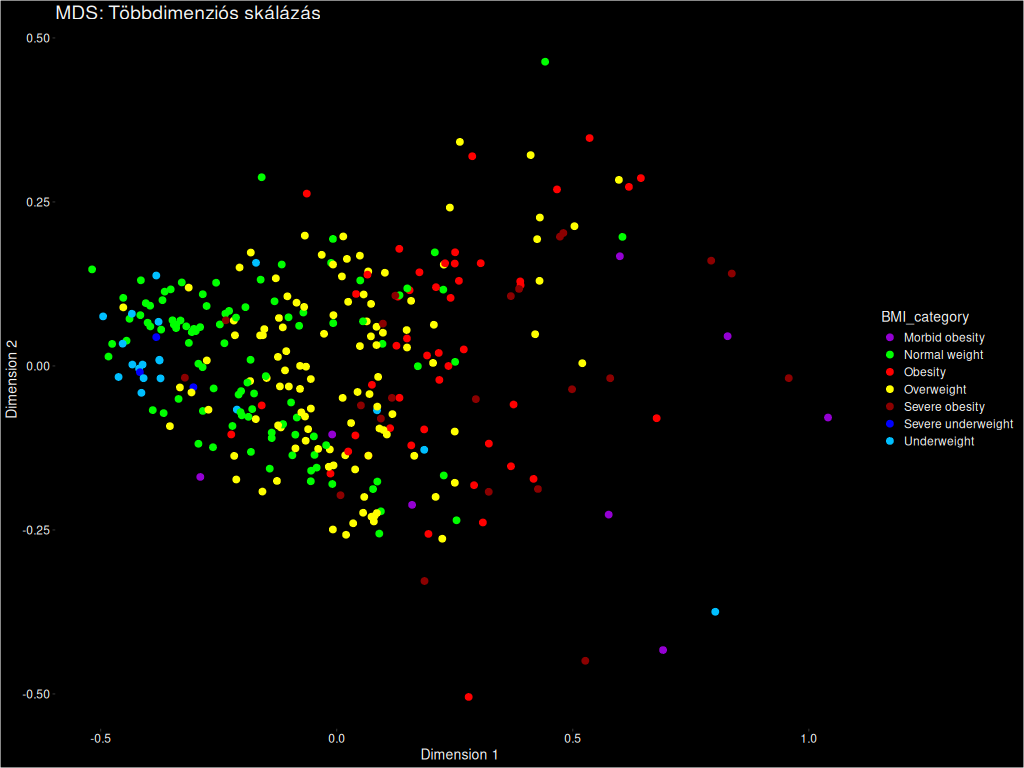 MDS: Többdimenziós skálázás
0.50
0.25
0.00
-0.25
-0.50
Dimension 2
-0.5
0.0
0.5
1.0
Dimension 1
BMI_category
Morbid obesity
Normal weight
Obesity
Overweight
Severe obesity
Severe underweight
Underweight